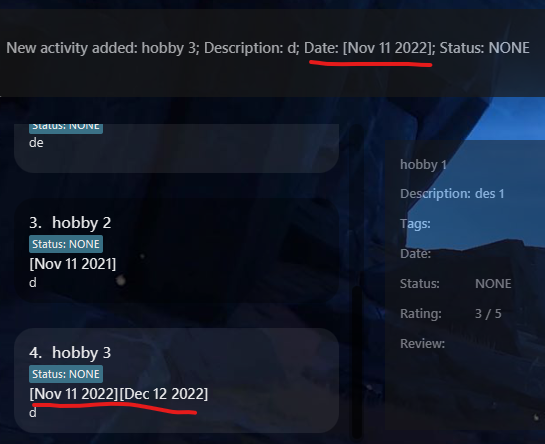 New activity added: hobby 3; Description: d; Date: [Nov 11 2022]; Status: NONE
Status: NONE
de
3. hobby 2
Status: NONE
[Nov 11 2021]
d
4. hobby 3
Status: NONE
[Nov 11 2022][Dec 12 2022]
d
hobby 1
Description: des 1
Tags:
Date:
Status: NONE
Rating: 3 / 5
Review: